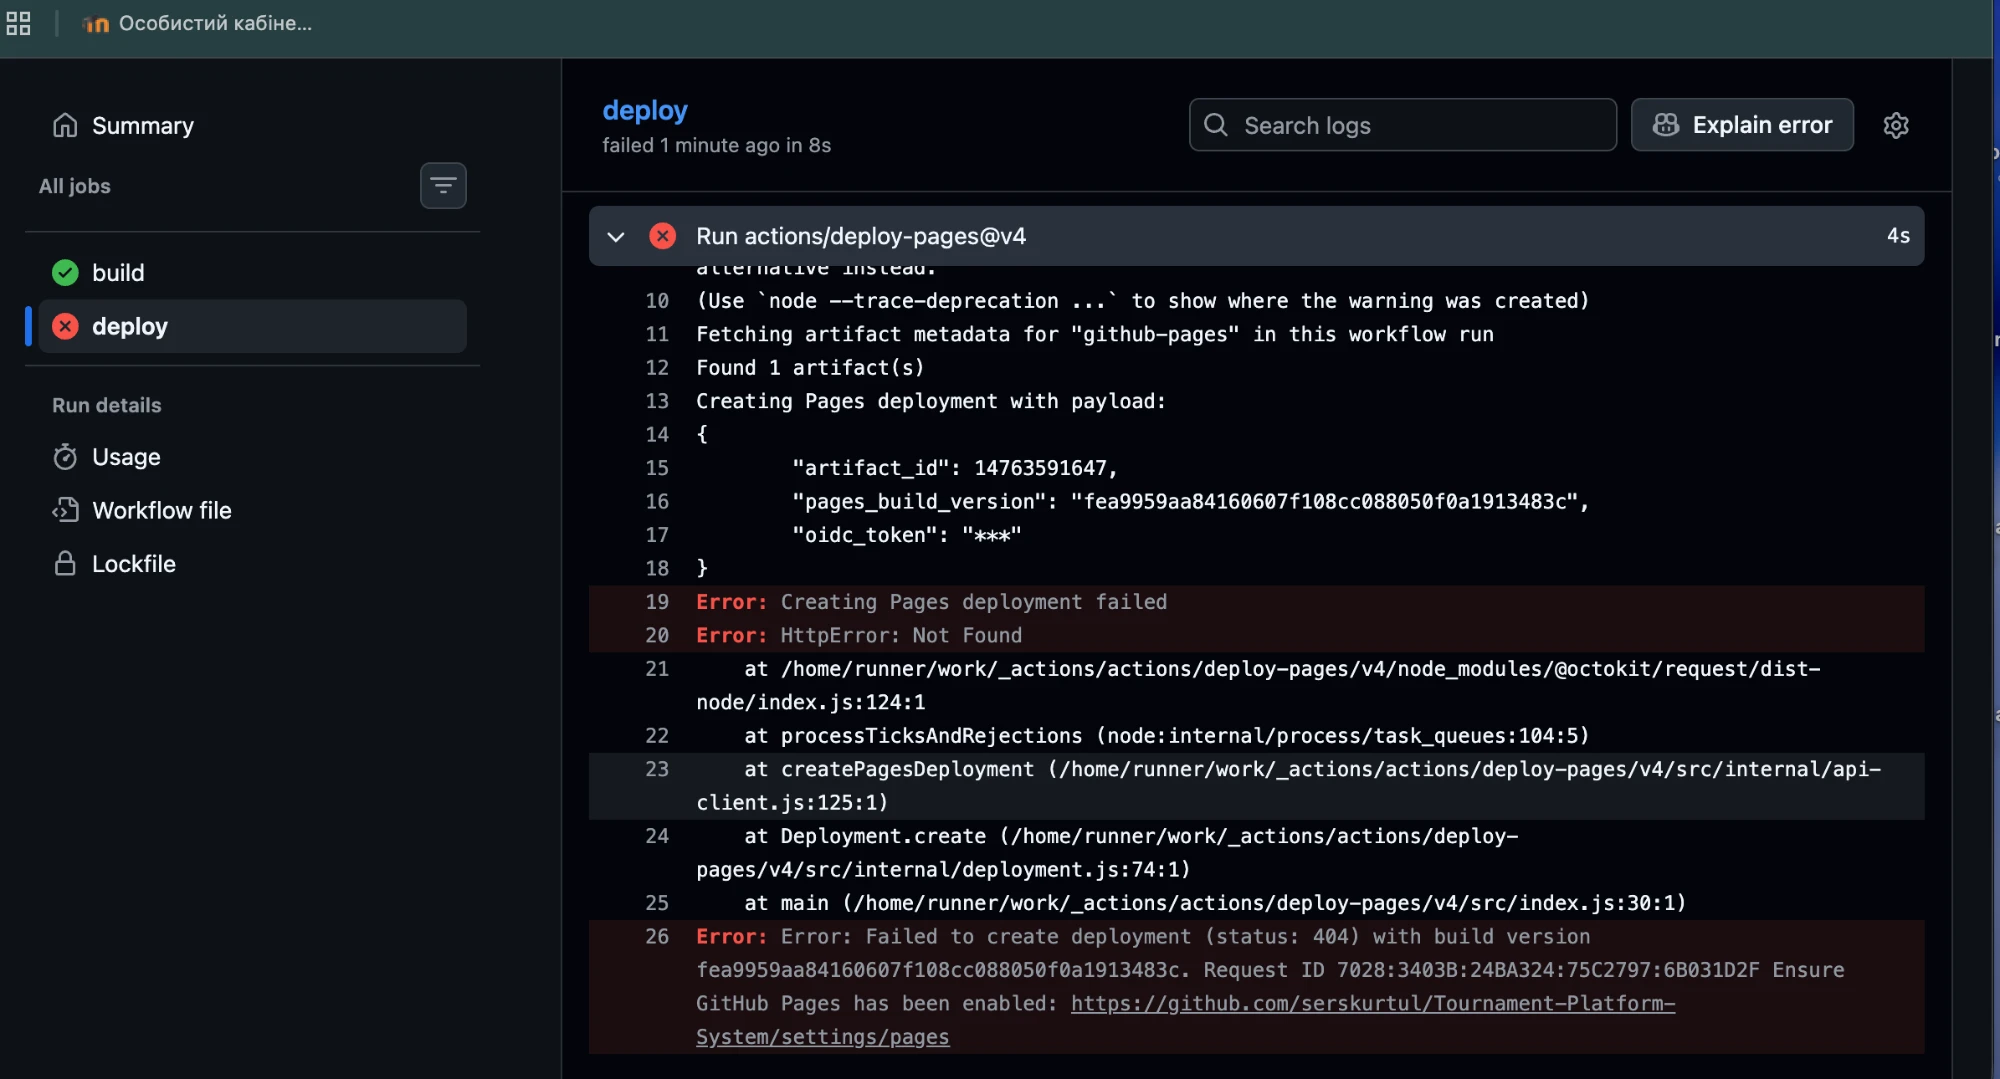 Особистий кабіне...
Summary
All jobs
build
deploy
Run details
Usage
Workflow file
Lockfile
deploy
failed 1 minute ago in 8s
Search logs
Explain error
Run actions/deploy-pages@v4
4s
alternative instead.
10 (Use `node --trace-deprecation ...` to show where the warning was created)
11 Fetching artifact metadata for "github-pages" in this workflow run
12 Found 1 artifact(s)
13 Creating Pages deployment with payload:
14 {
15 "artifact_id": 14763591647,
16 "pages_build_version": "fea9959aa84160607f108cc088050f0a1913483c",
17 "oidc_token": "***"
18 }
19 Error: Creating Pages deployment failed
20 Error: HttpError: Not Found
21 at /home/runner/work/_actions/actions/deploy-pages/v4/node_modules/@octokit/request/dist-
node/index.js:124:1
22 at processTicksAndRejections (node:internal/process/task_queues:104:5)
23 at createPagesDeployment (/home/runner/work/_actions/actions/deploy-pages/v4/src/internal/api-
client.js:125:1)
24 at Deployment.create (/home/runner/work/_actions/actions/deploy-
pages/v4/src/internal/deployment.js:74:1)
25 at main (/home/runner/work/_actions/actions/deploy-pages/v4/src/index.js:30:1)
26 Error: Error: Failed to create deployment (status: 404) with build version
fea9959aa84160607f108cc088050f0a1913483c. Request ID 7028:3403B:24BA324:75C2797:6B031D2F Ensure
GitHub Pages has been enabled: https://github.com/serskurtul/Tournament-Platform-
System/settings/pages